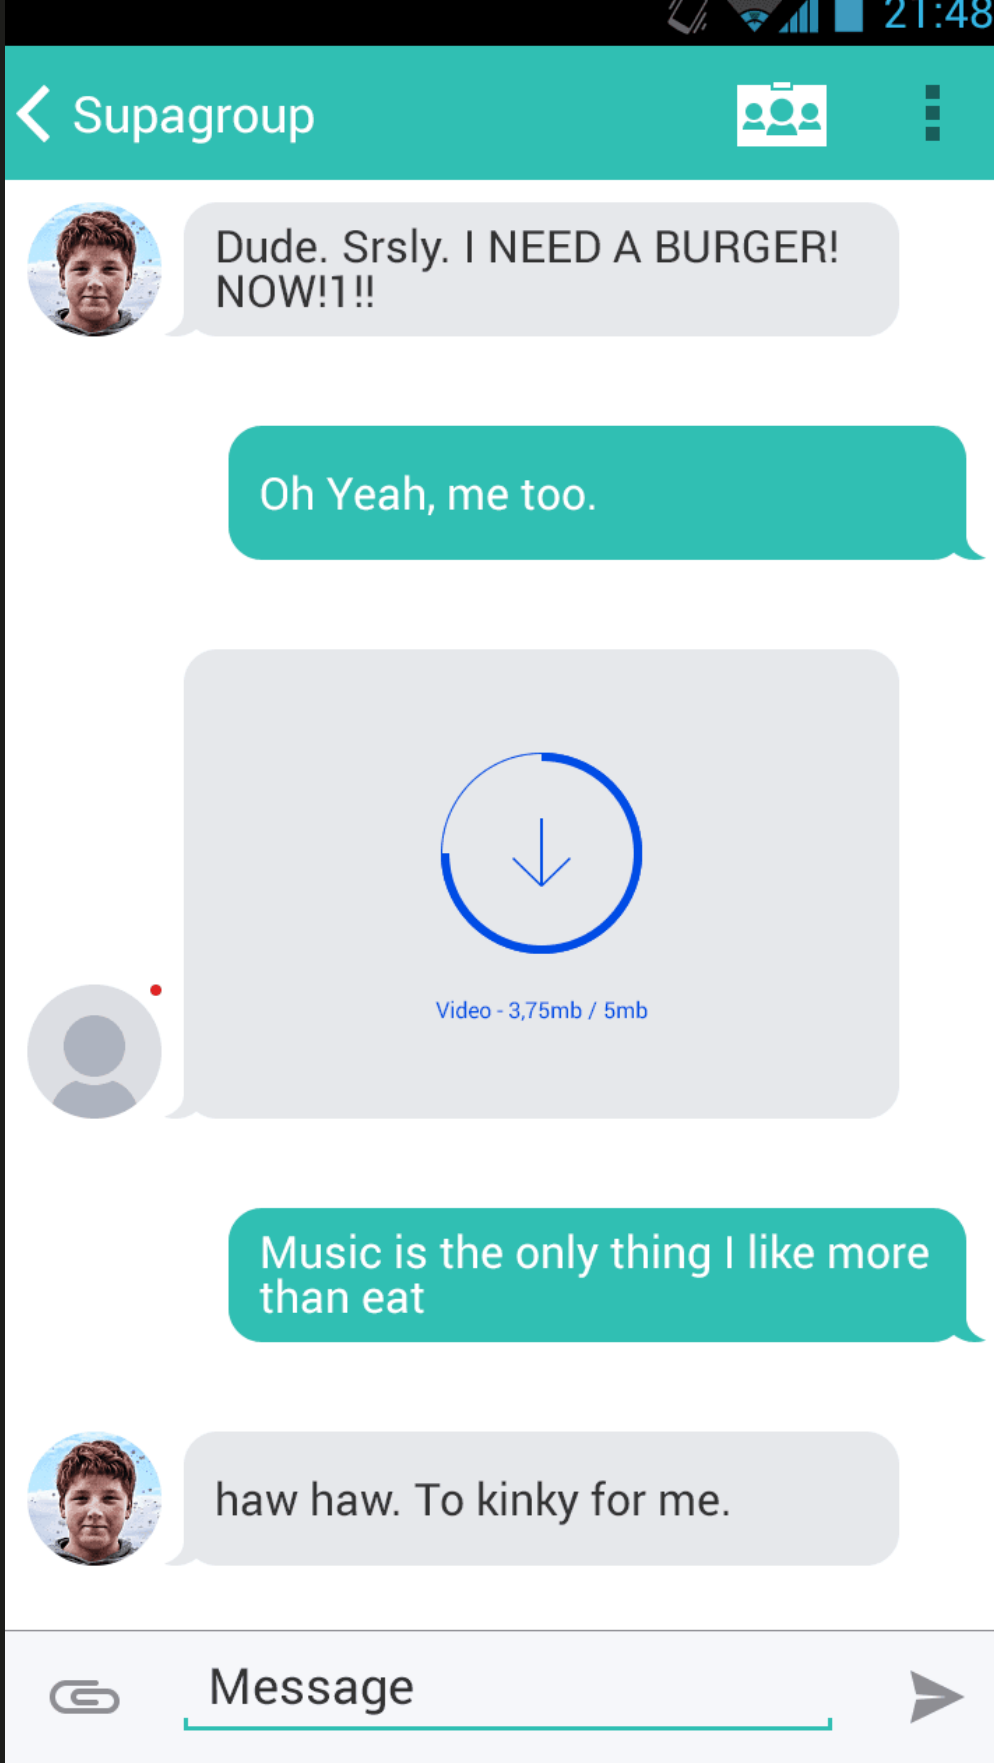 21:48
Supagroup
Dude. Srsly. I NEED A BURGER!
NOW!1!!
Oh Yeah, me too.
Video - 3,75mb / 5mb
Music is the only thing I like more
than eat
haw haw. To kinky for me.
Message